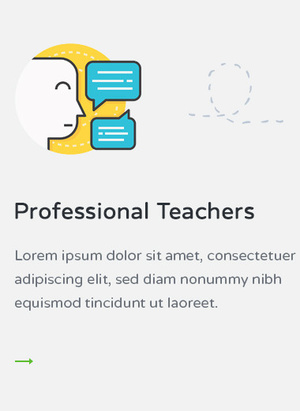 Professional Teachers
Lorem ipsum dolor sit amet, consectetuer
adipiscing elit, sed diam nonummy nibh
equismod tincidunt ut laoreet.